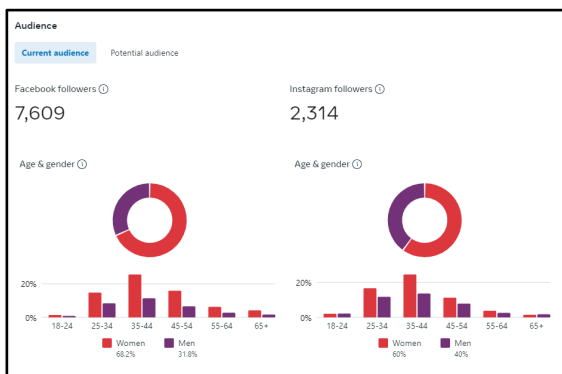 Audience
Current audience Potential audience
Facebook followers
7,609
Instagram followers
2,314
Age & gender
20%
0%
18-24 25-34 35-44 45-54 55-64 65+
Women Men
68.2% 31.8%
Age & gender
20%
0%
18-24 25-34 35-44 45-54 55-64 65+
Women Men
60% 40%